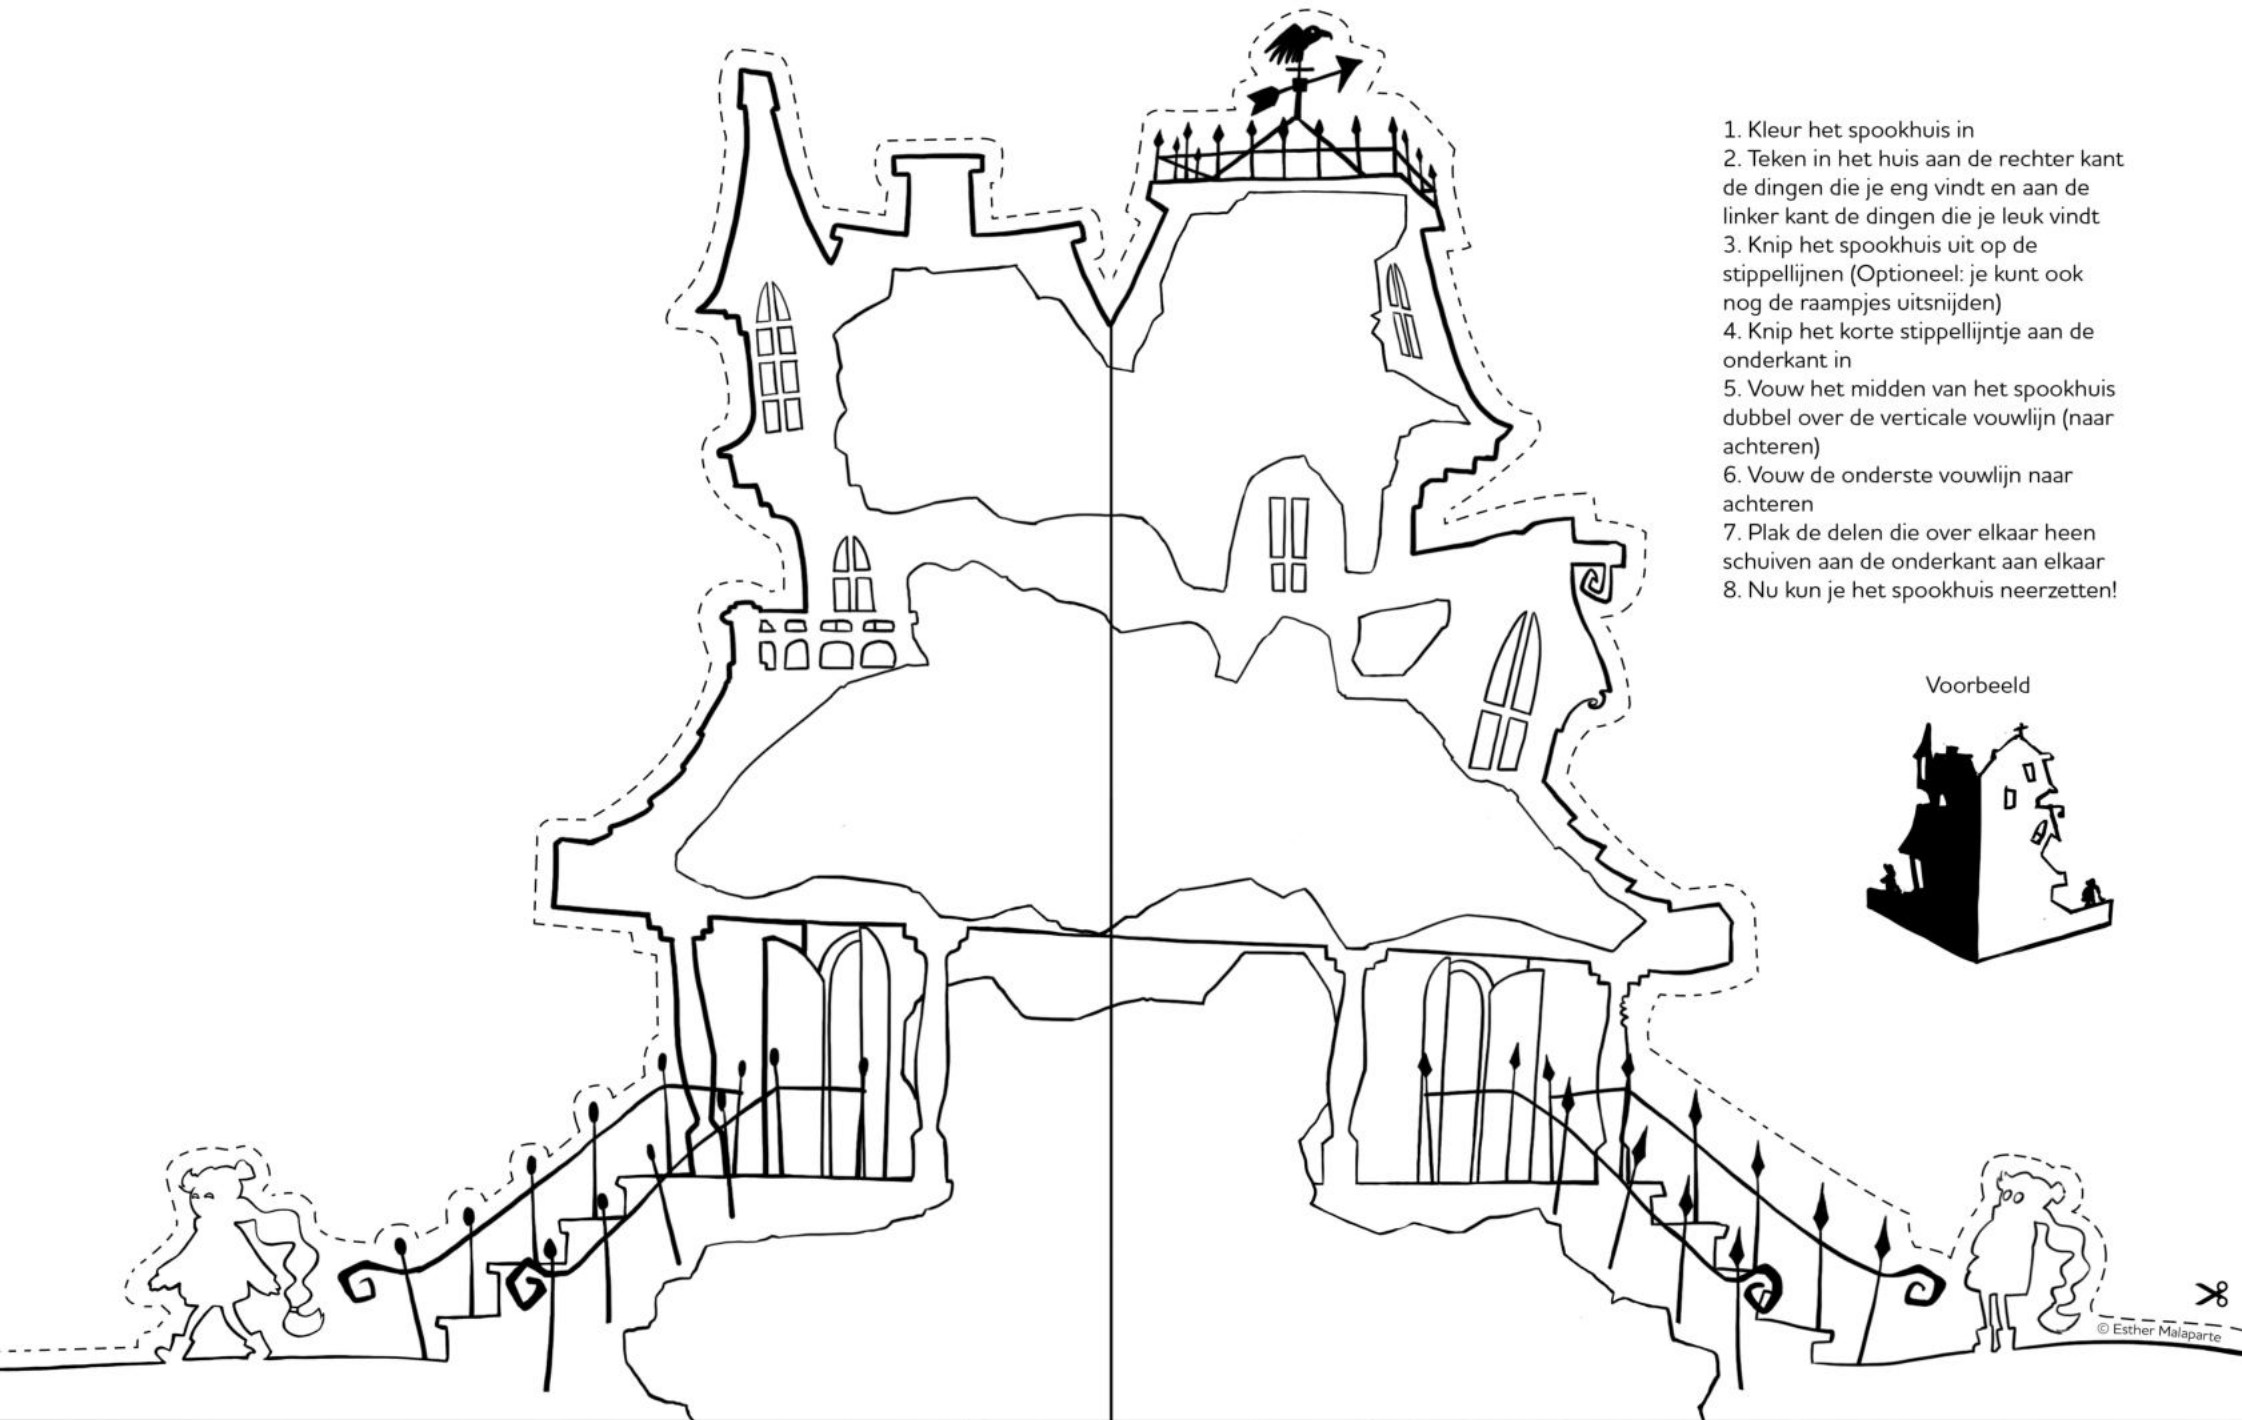 1. Kleur het spookhuis in
2. Teken in het huis aan de rechter kant
de dingen die je eng vindt en aan de
linker kant de dingen die je leuk vindt
3. Knip het spookhuis uit op de
stippellijnen (Optioneel: je kunt ook
nog de raampjes uitsnijden)
4. Knip het korte stippellijntje aan de
onderkant in
5. Vouw het midden van het spookhuis
dubbel over de verticale vouwlijn (naar
achteren)
6. Vouw de onderste vouwlijn naar
achteren
7. Plak de delen die over elkaar heen
schuiven aan de onderkant aan elkaar
8. Nu kun je het spookhuis neerzetten!
Voorbeeld
© Esther Malaparte